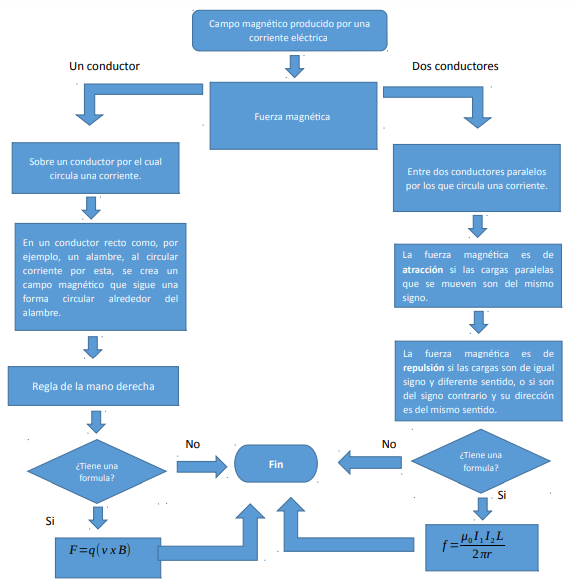 Campo magnético producido por una
corriente eléctrica
Un conductor
Dos conductores
Fuerza magnética
Sobre un conductor por el cual
circula una corriente.
Entre dos conductores paralelos
por los que circula una corriente.
En un conductor recto como, por
ejemplo, un alambre, al circular
corriente por esta, se crea un
campo magnético que sigue una
forma circular alrededor del
alambre.
La fuerza magnética es de
atracción si las cargas paralelas
que se mueven son del mismo
signo.
La fuerza magnética es de
repulsión si las cargas son de igual
signo y diferente sentido, o si son
del signo contrario y su dirección
es del mismo sentido.
Regla de la mano derecha
¿Tiene una
formula?
No
Fin
No
¿Tiene una
formula?
Si
Si
F=q(v x B)
f=μ₀I₁I₂L
2πr